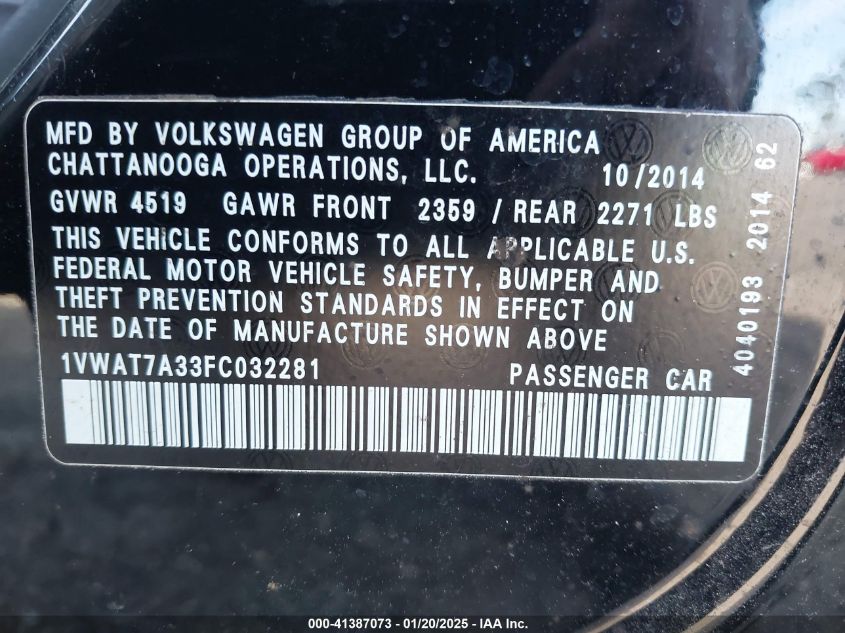 MFD BY VOLKSWAGEN GROUP OF AMERICA
CHATTANOOGA OPERATIONS, LLC. 10/2014
GVWR 4519 GAWR FRONT 2359 / REAR 2271 LBS
THIS VEHICLE CONFORMS TO ALL APPLICABLE U.S.
FEDERAL MOTOR VEHICLE SAFETY, BUMPER AND
THEFT PREVENTION STANDARDS IN EFFECT ON
THE DATE OF MANUFACTURE SHOWN ABOVE
1VWAT7A33FC032281 PASSENGER CAR
4040193 2014 62
000-41387073 — 01/20/2025 — IAAI Inc.